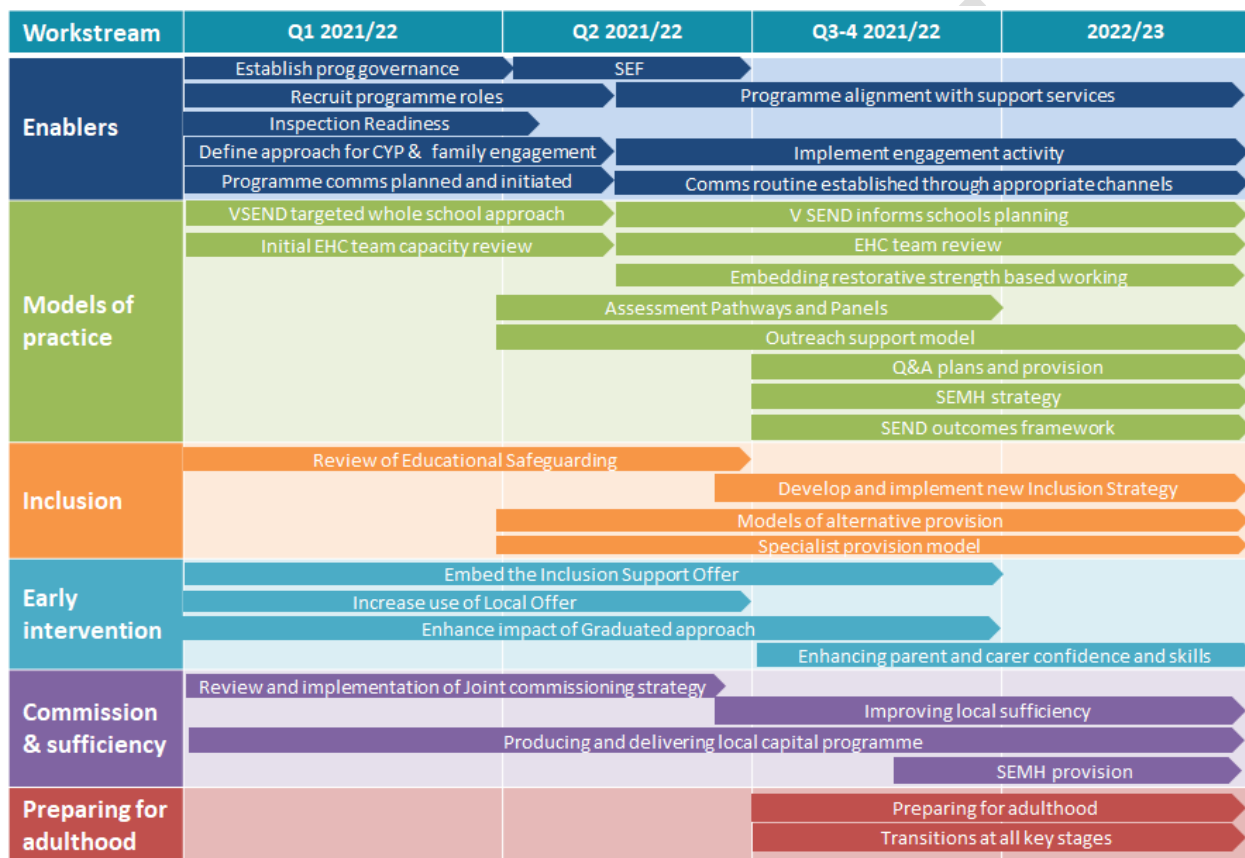 Workstream Q1 2021/22 Q2 2021/22 Q3-4 2021/22 2022/23
Enablers
Establish prog governance SEF
Recruit programme roles Programme alignment with support services
Inspection Readiness
Define approach for CYP & family engagement Implement engagement activity
Programme comms planned and initiated Comms routine established through appropriate channels
Models of
practice
VSEND targeted whole school approach V SEND informs schools planning
Initial EHC team capacity review EHC team review
Embedding restorative strength based working
Assessment Pathways and Panels
Outreach support model
Q&A plans and provision
SEMH strategy
SEND outcomes framework
Inclusion
Review of Educational Safeguarding
Develop and implement new Inclusion Strategy
Models of alternative provision
Specialist provision model
Early
intervention
Embed the Inclusion Support Offer
Increase use of Local Offer
Enhance impact of Graduated approach
Enhancing parent and carer confidence and skills
Commission
& sufficiency
Review and implementation of Joint commissioning strategy
Improving local sufficiency
Producing and delivering local capital programme
SEMH provision
Preparing for
adulthood
Preparing for adulthood
Transitions at all key stages